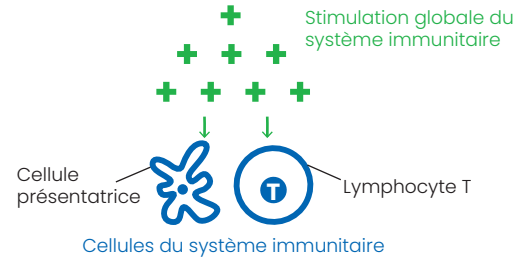 Stimulation globale du
système immunitaire
Cellule
présentatrice
T
Lymphocyte T
Cellules du système immunitaire